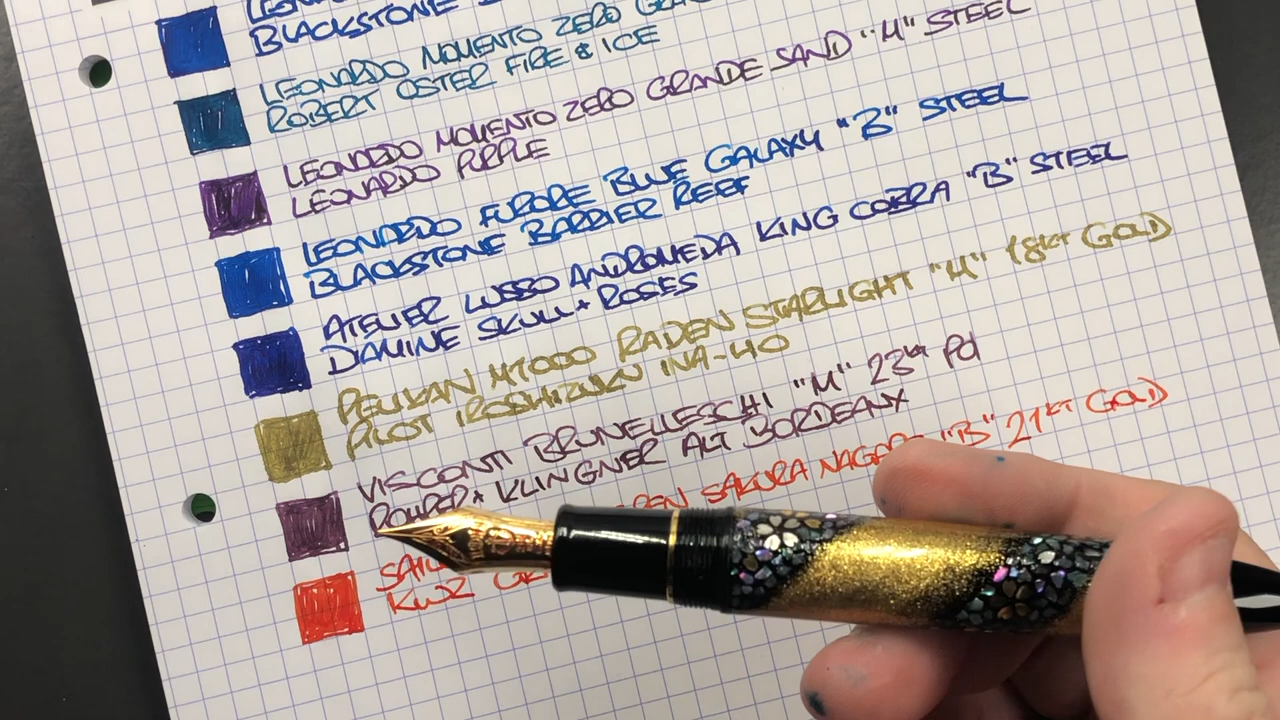 BLACKSTONE
LEONARDO MOMENTO ZERO
ROBERT OSTER FIRE & ICE
LEONARDO MOMENTO ZERO GRANDE SAND "M" STEEL
LEONARDO PURPLE
LEONARDO FURORE BLUE GALAXY "B" STEEL
BLACKSTONE BARRIER REEF
ATELIER LUSSO ANDROMEDA KING COBRA "B" STEEL
DIAMINE SKULL + ROSES
PELIKAN M1000 RADEN STARLIGHT "M" 18KT GOLD
PILOT IROSHIZUKU INA-HO
VISCONTI BRUNELLESCHI "M" 23KT Pd
ROHRER + KLINGNER ALT BORDEAUX
SAKURA "B" 21KT GOLD
KWZ